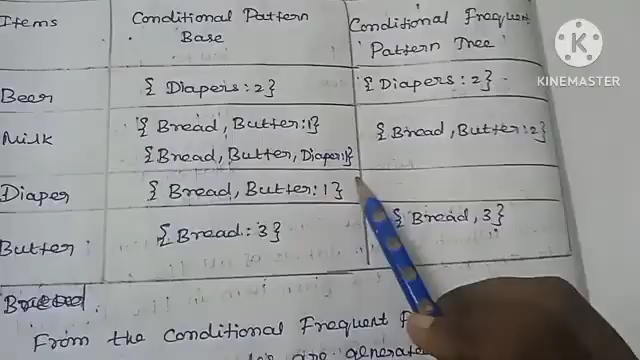 Items Conditional Pattern Base Conditional Frequent Pattern Tree
Beer { Diapers : 2} { Diapers : 2}
Milk { Bread , Butter : 1} { Bread , Butter : 2}
{ Bread , Butter , Diaper : 1}
Diaper { Bread , Butter : 1}
Butter { Bread : 3} { Bread , 3}
From the Conditional Frequent
KINEMASTER